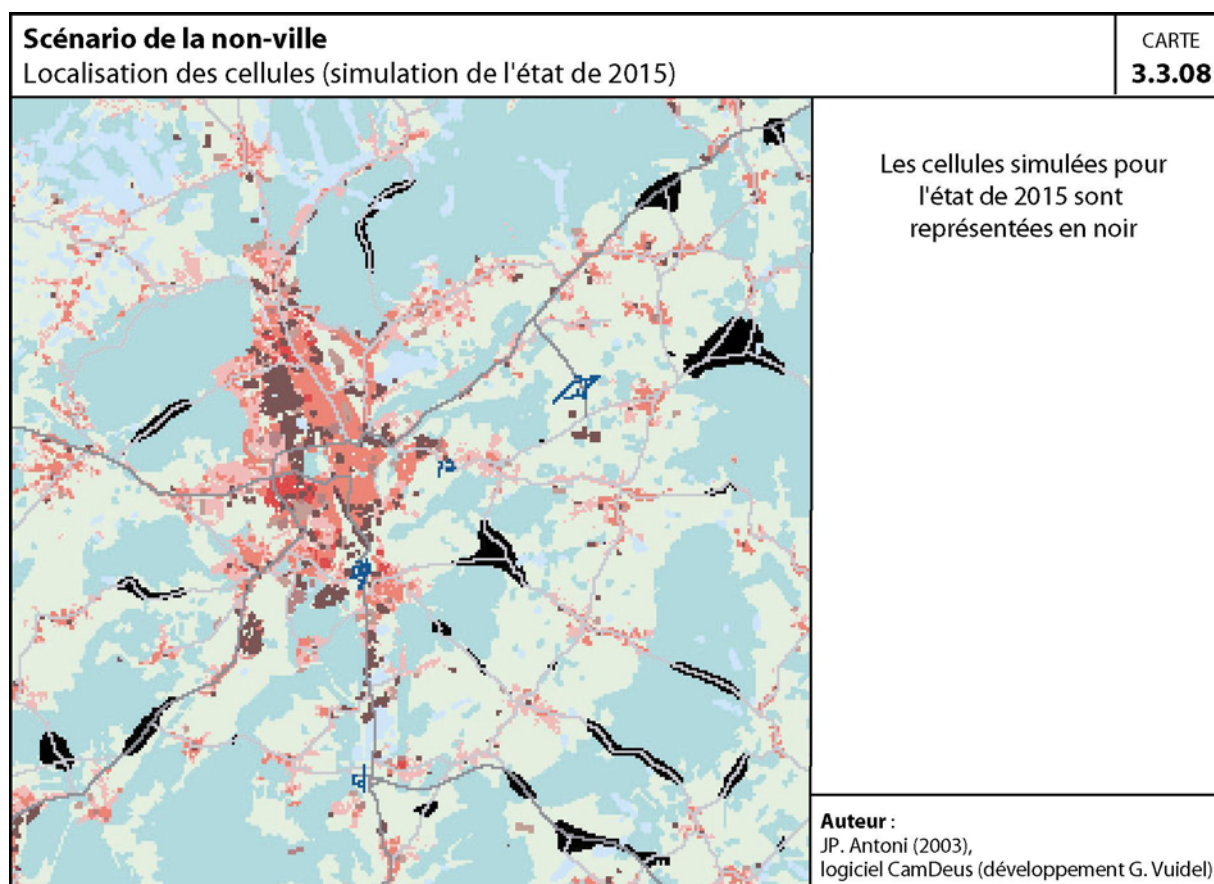 Scénario de la non-ville
Localisation des cellules (simulation de l'état de 2015)
CARTE
3.3.08
Les cellules simulées pour
l'état de 2015 sont
représentées en noir
Auteur :
JP. Antoni (2003),
logiciel CamDeus (développement G. Vuidel)